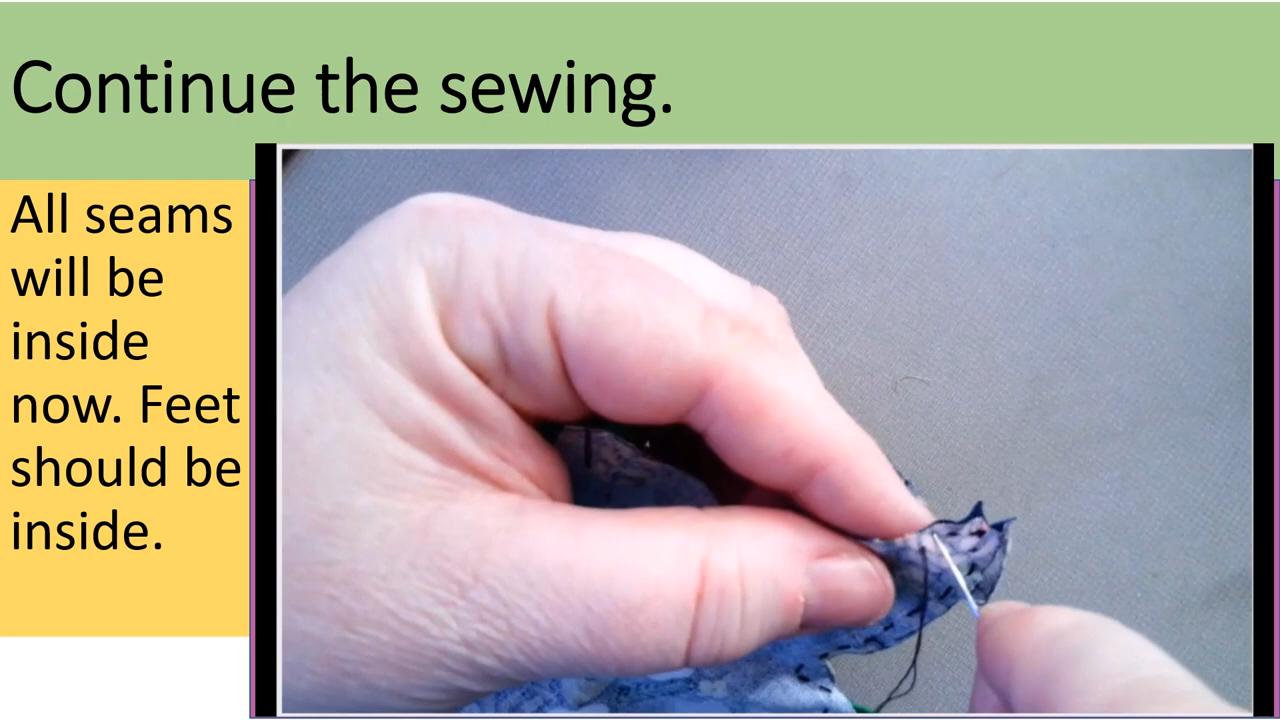 Continue the sewing.
All seams
will be
inside
now. Feet
should be
inside.